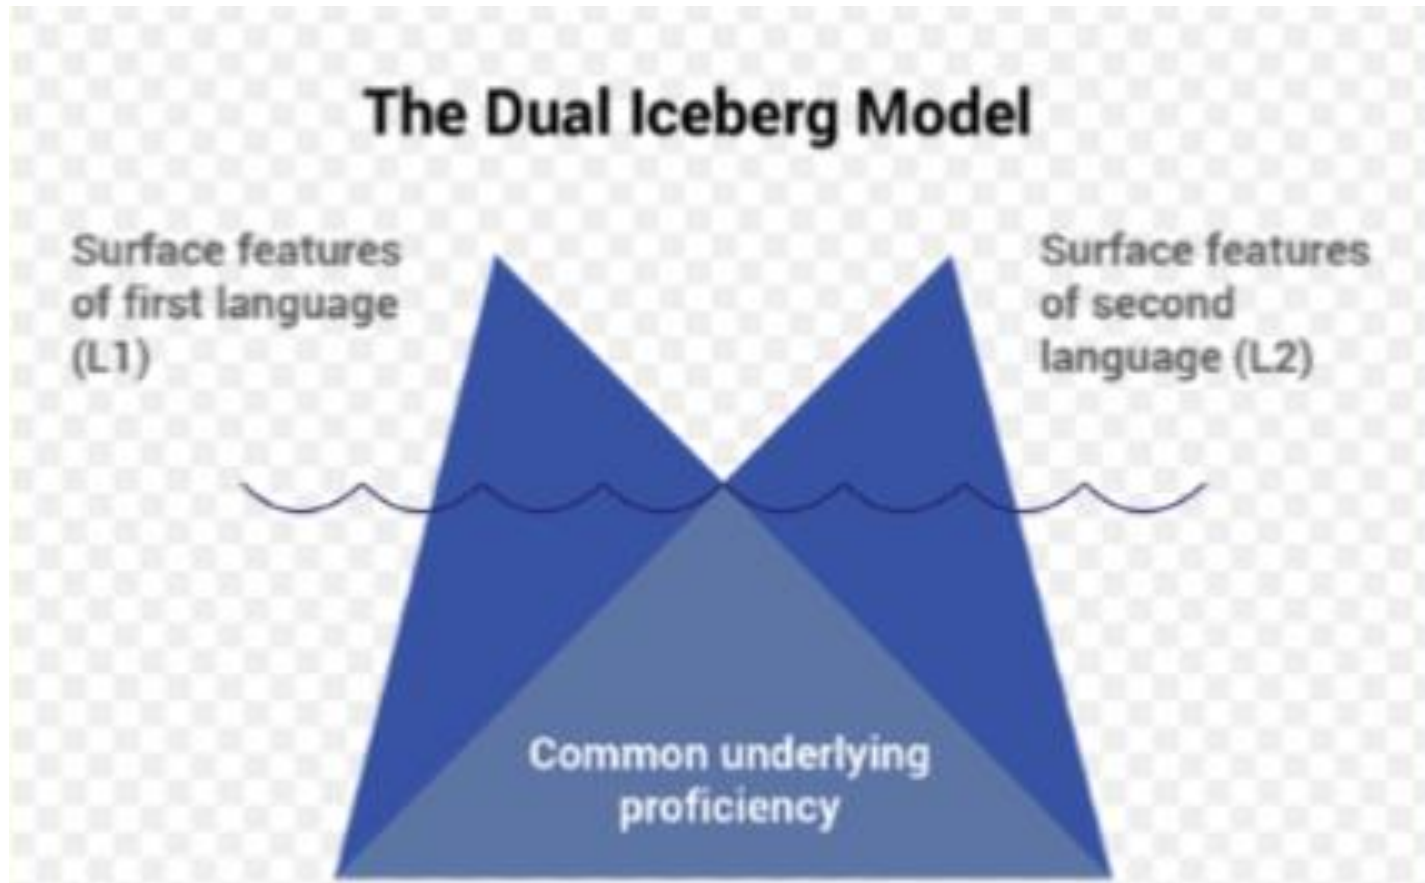 The Dual Iceberg Model
Surface features
of first language
(L1)
Surface features
of second
language (L2)
Common underlying
proficiency